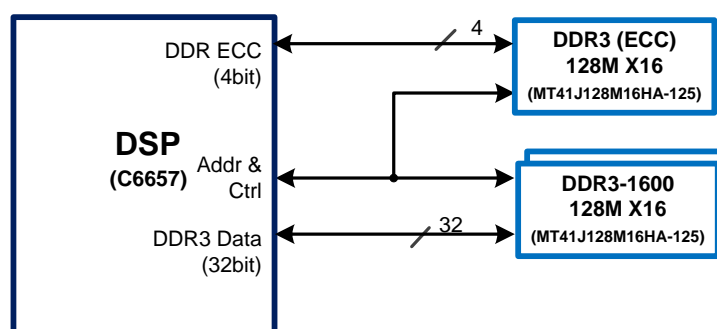 DDR ECC
(4bit)
4
DDR3 (ECC)
128M X16
(MT41J128M16HA-125)
DSP
(C6657)
Addr &
Ctrl
DDR3-1600
128M X16
(MT41J128M16HA-125)
DDR3 Data
(32bit)
32